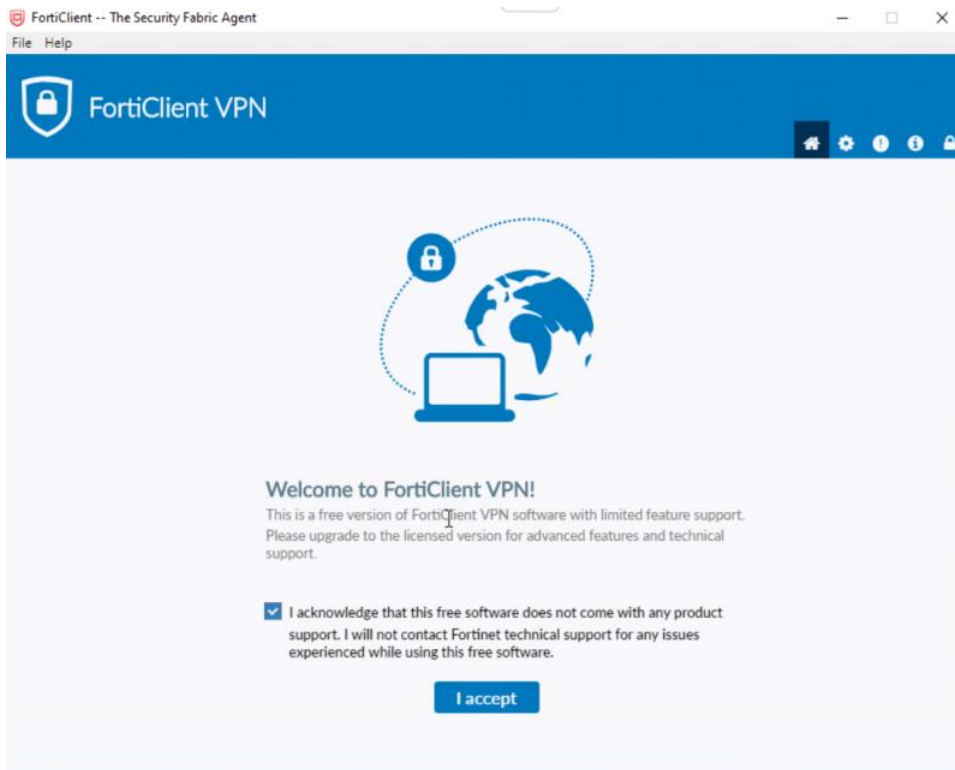 FortiClient -- The Security Fabric Agent
File Help
FortiClient VPN
Welcome to FortiClient VPN!
This is a free version of FortiClient VPN software with limited feature support.
Please upgrade to the licensed version for advanced features and technical
support.
I acknowledge that this free software does not come with any product
support. I will not contact Fortinet technical support for any issues
experienced while using this free software.
I accept